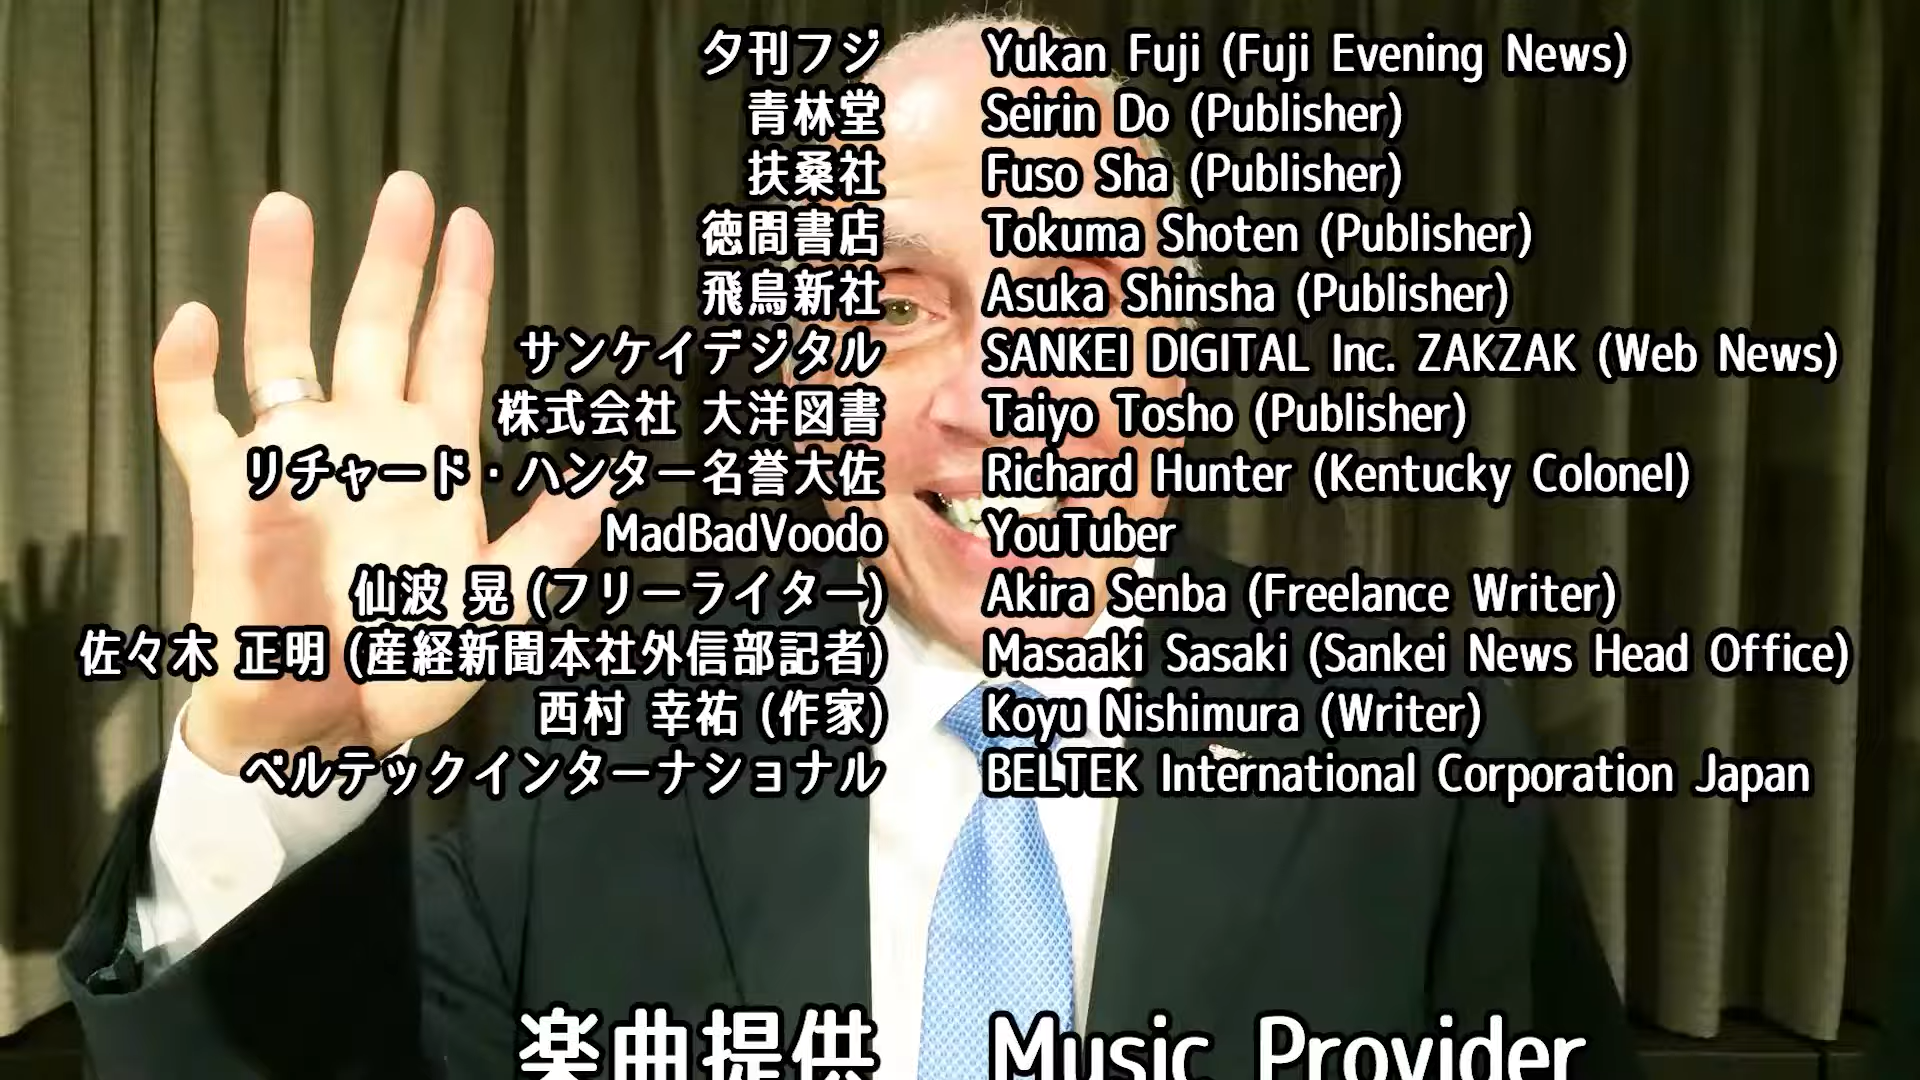 夕刊フジ Yukan Fuji (Fuji Evening News)
青林堂 Seirin Do (Publisher)
扶桑社 Fuso Sha (Publisher)
徳間書店 Tokuma Shoten (Publisher)
飛鳥新社 Asuka Shinsha (Publisher)
サンケイデジタル SANKEI DIGITAL Inc. ZAKZAK (Web News)
株式会社 大洋図書 Taiyo Tosho (Publisher)
リチャード・ハンター名誉大佐 Richard Hunter (Kentucky Colonel)
MadBadVoodo YouTuber
仙波 晃 (フリーライター) Akira Senba (Freelance Writer)
佐々木 正明 (産経新聞本社外信部記者) Masaaki Sasaki (Sankei News Head Office)
西村 幸祐 (作家) Koyu Nishimura (Writer)
ベルテックインターナショナル BELTEK International Corporation Japan
楽曲提供 Music Provider